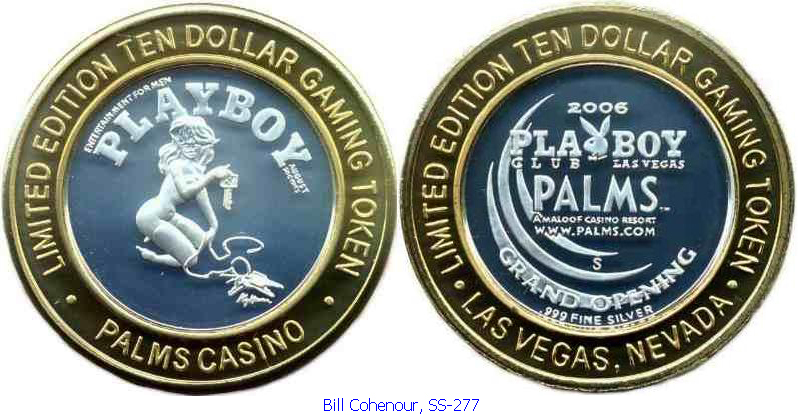 LIMITED EDITION TEN DOLLAR GAMING TOKEN
• PALMS CASINO •
ENTERTAINMENT FOR MEN
PLAYBOY
AUGUST
LIMITED EDITION TEN DOLLAR GAMING TOKEN
• LAS VEGAS, NEVADA •
2006
PLAYBOY
CLUB LAS VEGAS
PALMS
A MALOOF CASINO RESORT
WWW.PALMS.COM
S
GRAND OPENING
.999 FINE SILVER
Bill Cohenour, SS-277